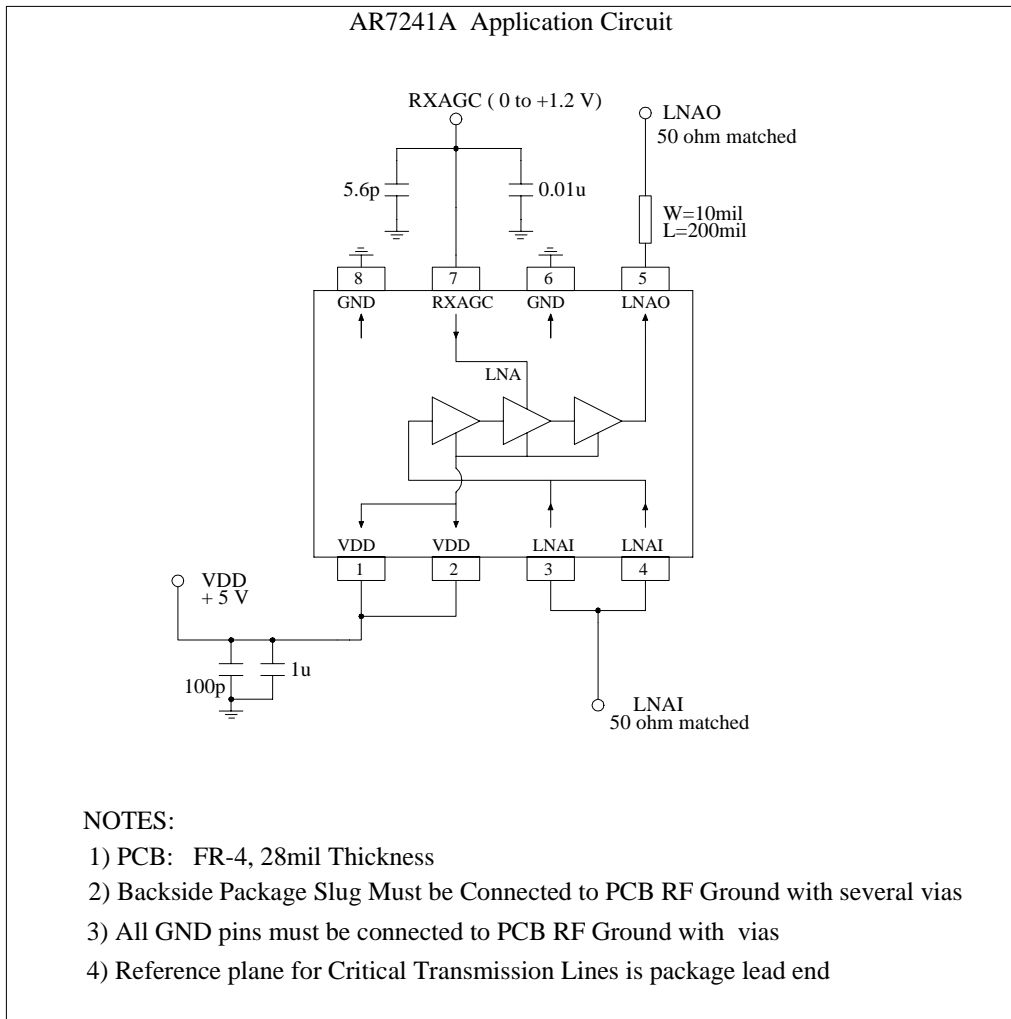 AR7241A  Application Circuit
RXAGC ( 0 to +1.2 V)
LNAO
50 ohm matched
5.6p
0.01u
W=10mil
L=200mil
8
7
6
5
GND
RXAGC
GND
LNAO
LNA
VDD
VDD
LNAI
LNAI
1
2
3
4
VDD
+ 5 V
1u
100p
LNAI
50 ohm matched
NOTES:
1) PCB:   FR-4, 28mil Thickness
2) Backside Package Slug Must be Connected to PCB RF Ground with several vias
3) All GND pins must be connected to PCB RF Ground with  vias
4) Reference plane for Critical Transmission Lines is package lead end